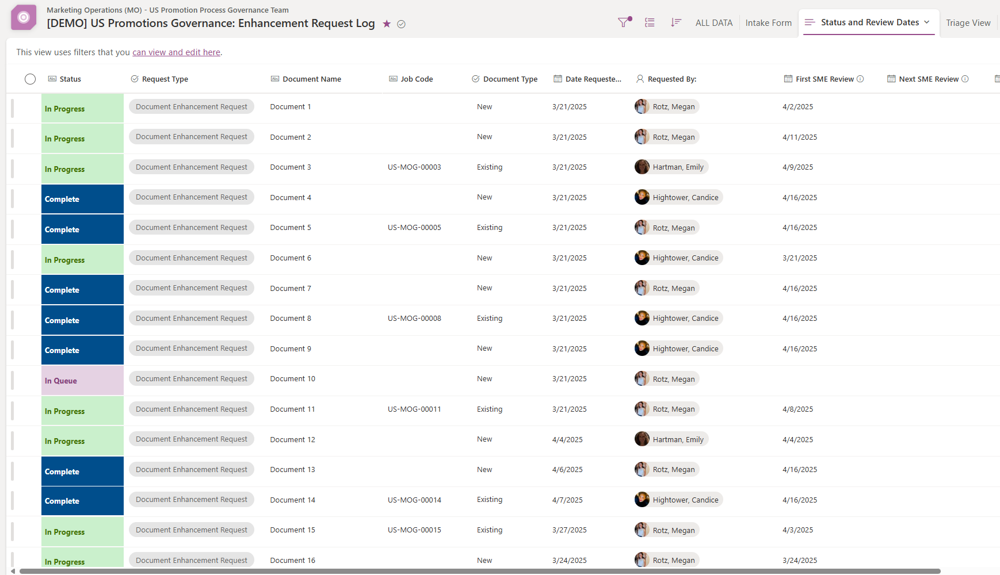 Marketing Operations (MO) - US Promotion Process Governance Team
[DEMO] US Promotions Governance: Enhancement Request Log
ALL DATA Intake Form Status and Review Dates Triage View
This view uses filters that you can view and edit here.
Abc Status Request Type Abc Document Name Abc Job Code Document Type Date Requeste... Requested By: First SME Review Next SME Review
In Progress Document Enhancement Request Document 1 New 3/21/2025 Rotz, Megan 4/2/2025
In Progress Document Enhancement Request Document 2 New 3/21/2025 Rotz, Megan 4/11/2025
In Progress Document Enhancement Request Document 3 US-MOG-00003 Existing 3/21/2025 Hartman, Emily 4/9/2025
Complete Document Enhancement Request Document 4 New 3/21/2025 Hightower, Candice 4/16/2025
Complete Document Enhancement Request Document 5 US-MOG-00005 Existing 3/21/2025 Rotz, Megan 4/16/2025
In Progress Document Enhancement Request Document 6 New 3/21/2025 Hightower, Candice 3/21/2025
Complete Document Enhancement Request Document 7 New 3/21/2025 Rotz, Megan 4/16/2025
Complete Document Enhancement Request Document 8 US-MOG-00008 Existing 3/21/2025 Hightower, Candice 4/16/2025
Complete Document Enhancement Request Document 9 New 3/21/2025 Hightower, Candice 4/16/2025
In Queue Document Enhancement Request Document 10 New 3/21/2025 Rotz, Megan
In Progress Document Enhancement Request Document 11 US-MOG-00011 Existing 3/21/2025 Rotz, Megan 4/8/2025
In Progress Document Enhancement Request Document 12 New 4/4/2025 Hartman, Emily 4/4/2025
Complete Document Enhancement Request Document 13 New 4/6/2025 Rotz, Megan 4/16/2025
Complete Document Enhancement Request Document 14 US-MOG-00014 Existing 4/7/2025 Hightower, Candice 4/16/2025
In Progress Document Enhancement Request Document 15 US-MOG-00015 Existing 3/27/2025 Rotz, Megan 4/3/2025
In Progress Document Enhancement Request Document 16 New 3/24/2025 Rotz, Megan 3/24/2025